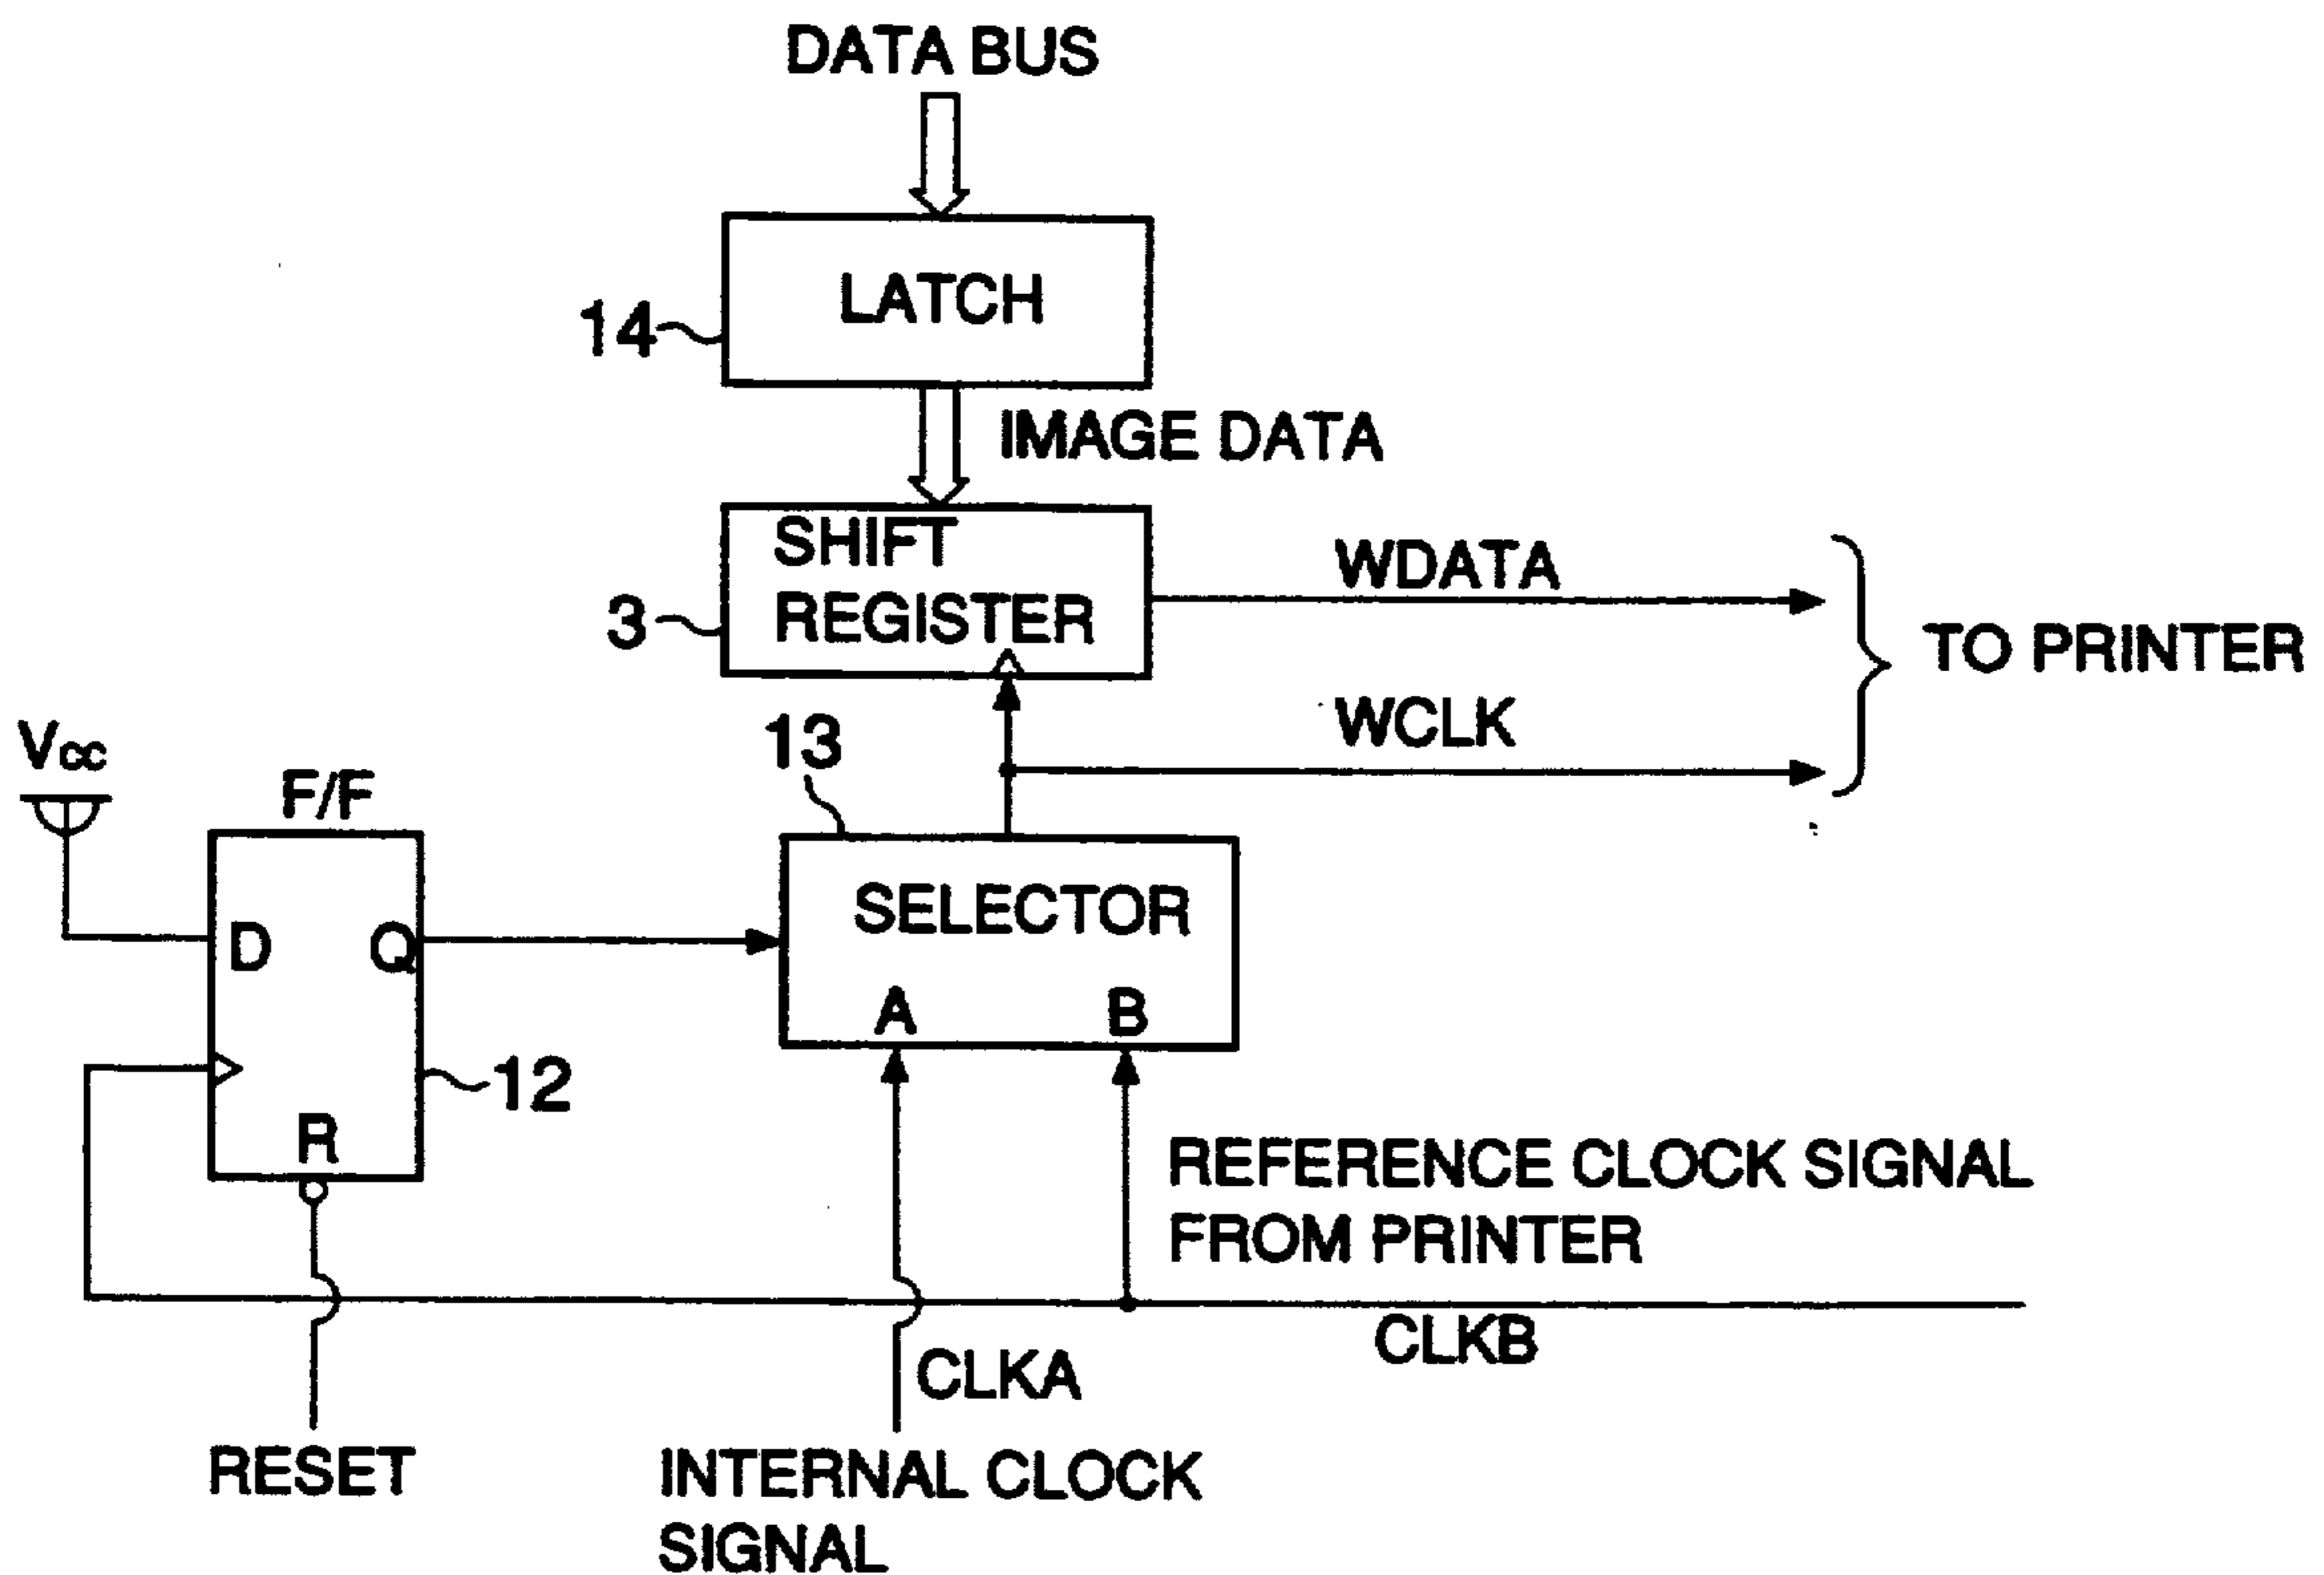 DATA BUS
LATCH
14
IMAGE DATA
SHIFT
REGISTER
3
WDATA
TO PRINTER
WCLK
13
Vcc
F/F
D
Q
SELECTOR
A
B
12
R
REFERENCE CLOCK SIGNAL
FROM PRINTER
CLKB
CLKA
RESET
INTERNAL CLOCK
SIGNAL